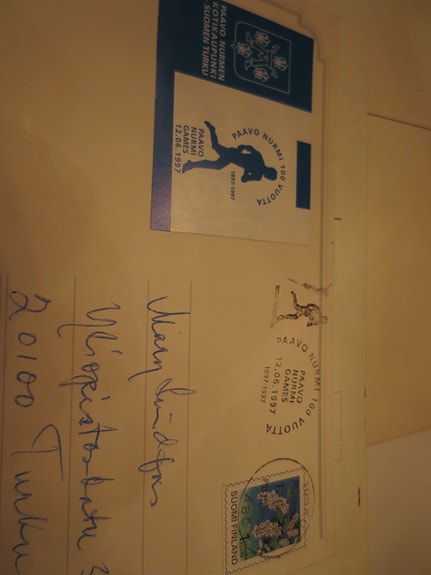 PAAVO NURMEN
KOTIKAUPUNKI
SUOMEN TURKU
PAAVO NURMI 100 VUOTTA
1897-1997
PAAVO
NURMI
GAMES
12.06.1997
PAAVO NURMI 100 VUOTTA
PAAVO
NURMI
GAMES
12.06.1997
1897-1997
SUOMI FINLAND
Yliopistonkatu
20100 Turku